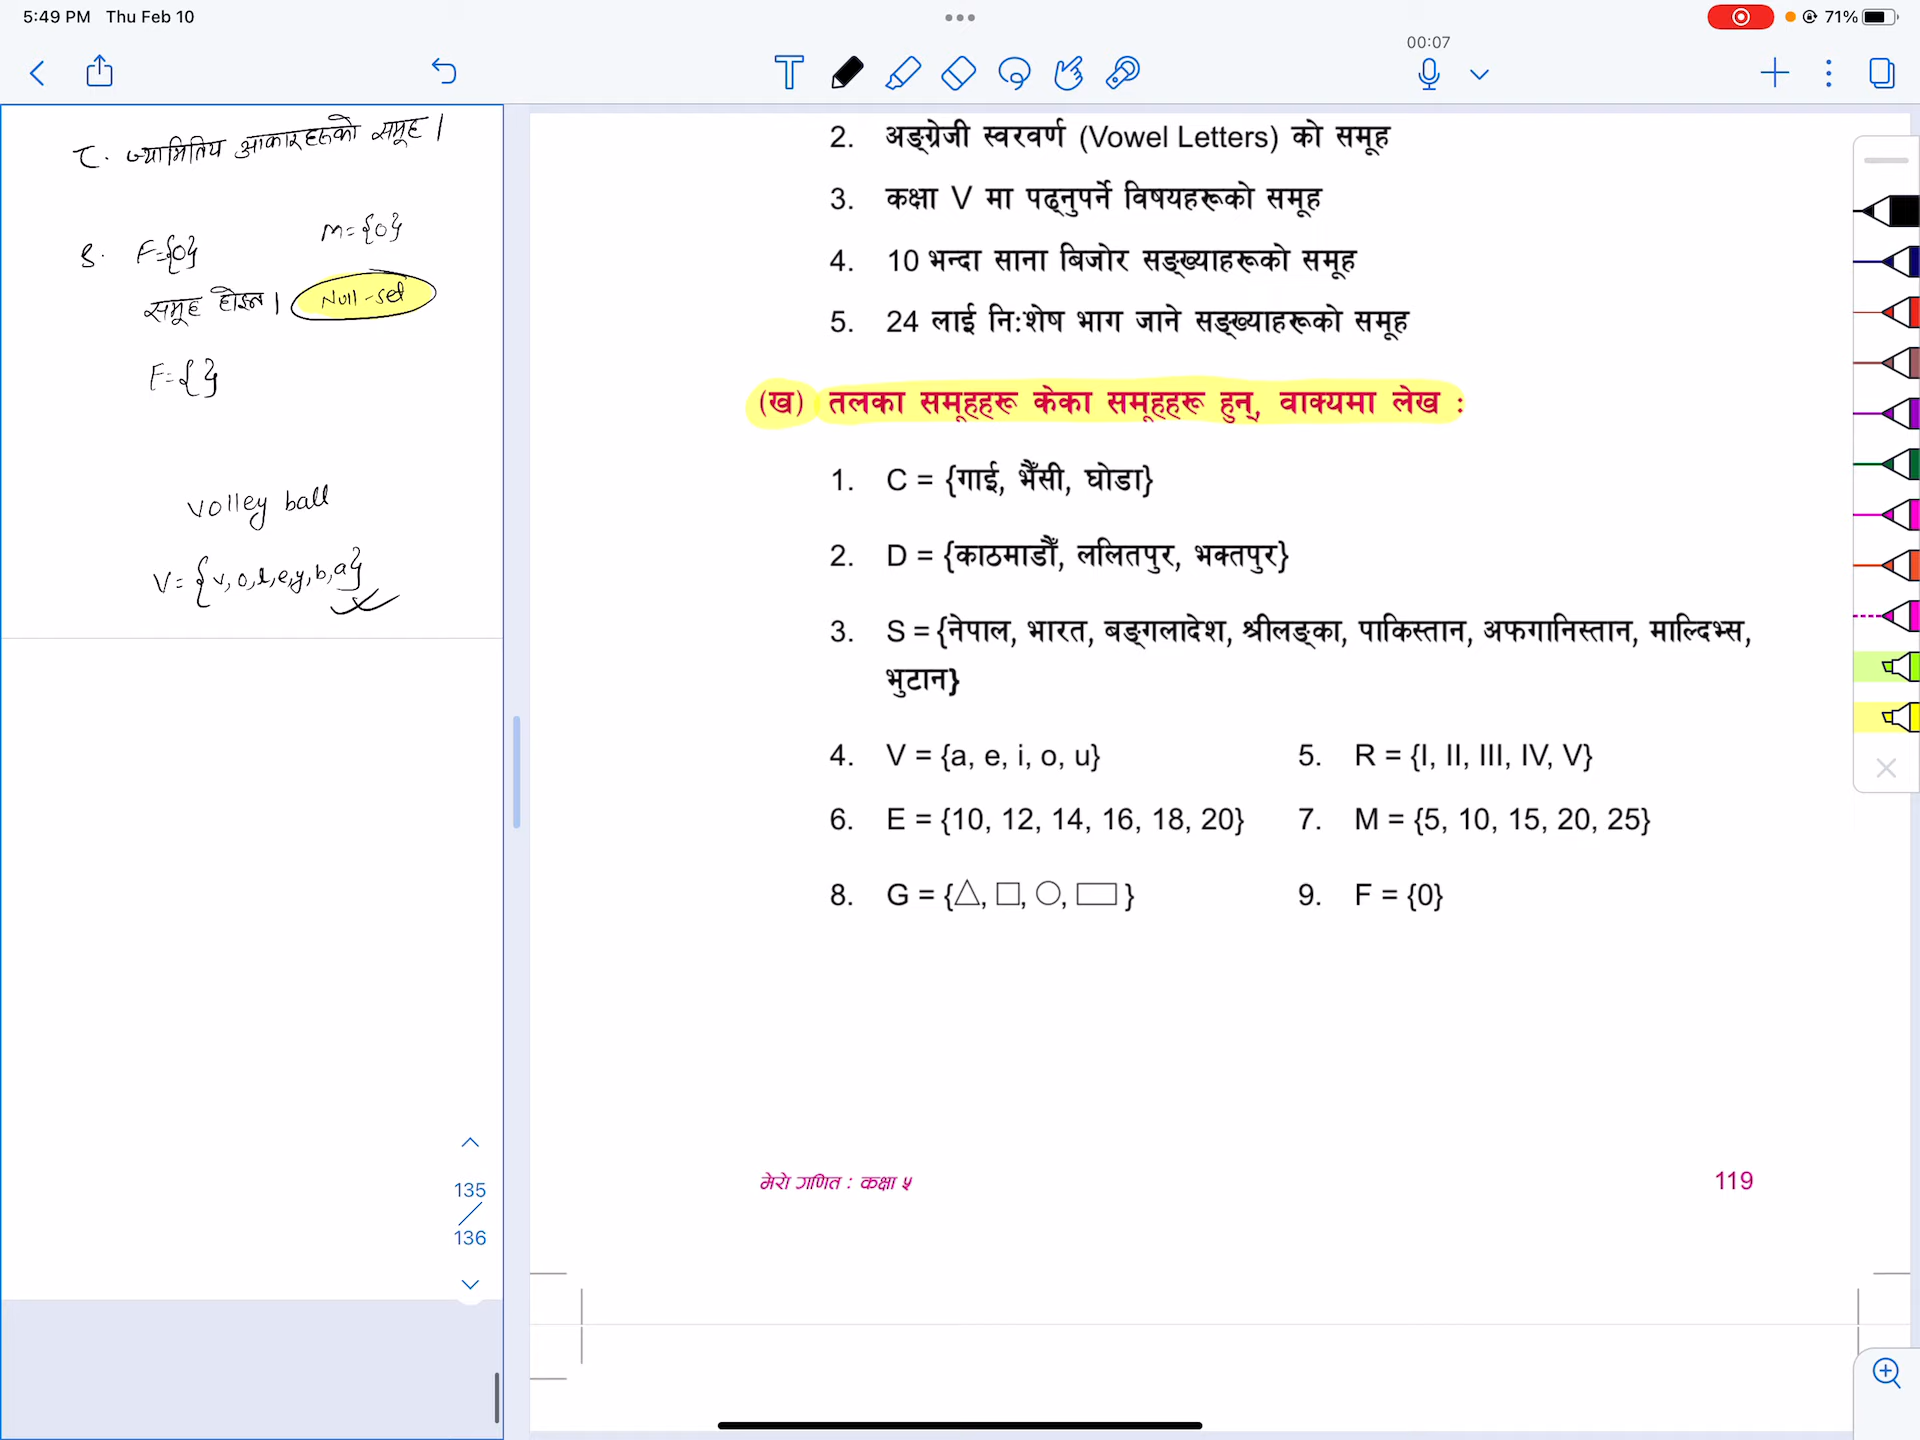 5:49 PM Thu Feb 10
71%
00:07
८. ज्यामितिय आकारहरुको समूह ।
९. F={0}
M={0}
समूह होइन । Null-set
F={ }
volley ball
V={v,o,l,e,y,b,a}
135
136
2. अङ्ग्रेजी स्वरवर्ण (Vowel Letters) को समूह
3. कक्षा V मा पढ्नुपर्ने विषयहरूको समूह
4. 10 भन्दा साना बिजोर सङ्ख्याहरूको समूह
5. 24 लाई नि:शेष भाग जाने सङ्ख्याहरूको समूह
(ख) तलका समूहहरू केका समूहहरू हुन्, वाक्यमा लेख :
1. C = {गाई, भैँसी, घोडा}
2. D = {काठमाडौँ, ललितपुर, भक्तपुर}
3. S = {नेपाल, भारत, बङ्गलादेश, श्रीलङ्का, पाकिस्तान, अफगानिस्तान, माल्दिभ्स,
भुटान}
4. V = {a, e, i, o, u} 5. R = {I, II, III, IV, V}
6. E = {10, 12, 14, 16, 18, 20} 7. M = {5, 10, 15, 20, 25}
8. G = {△, □, ○, ▭ } 9. F = {0}
मेरो गणित : कक्षा ५
119